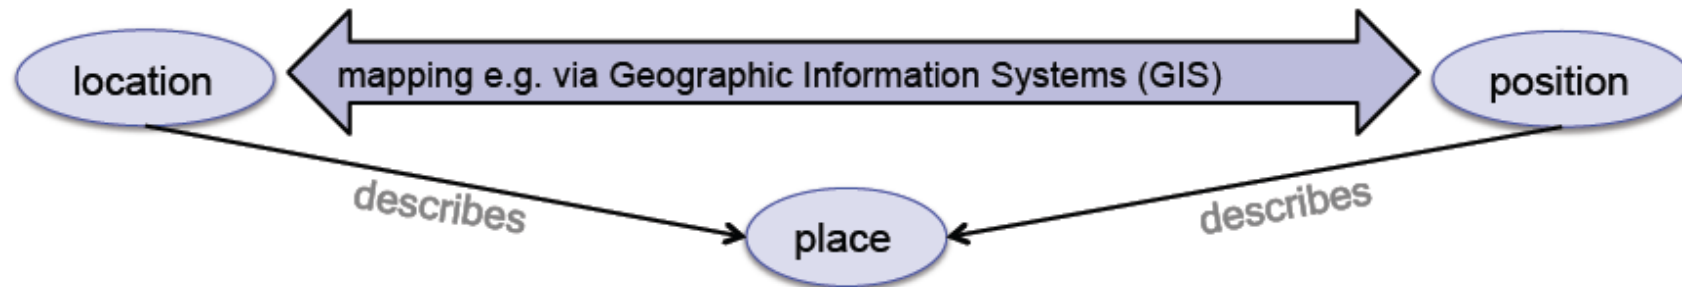 location
mapping e.g. via Geographic Information Systems (GIS)
position
describes
describes
place